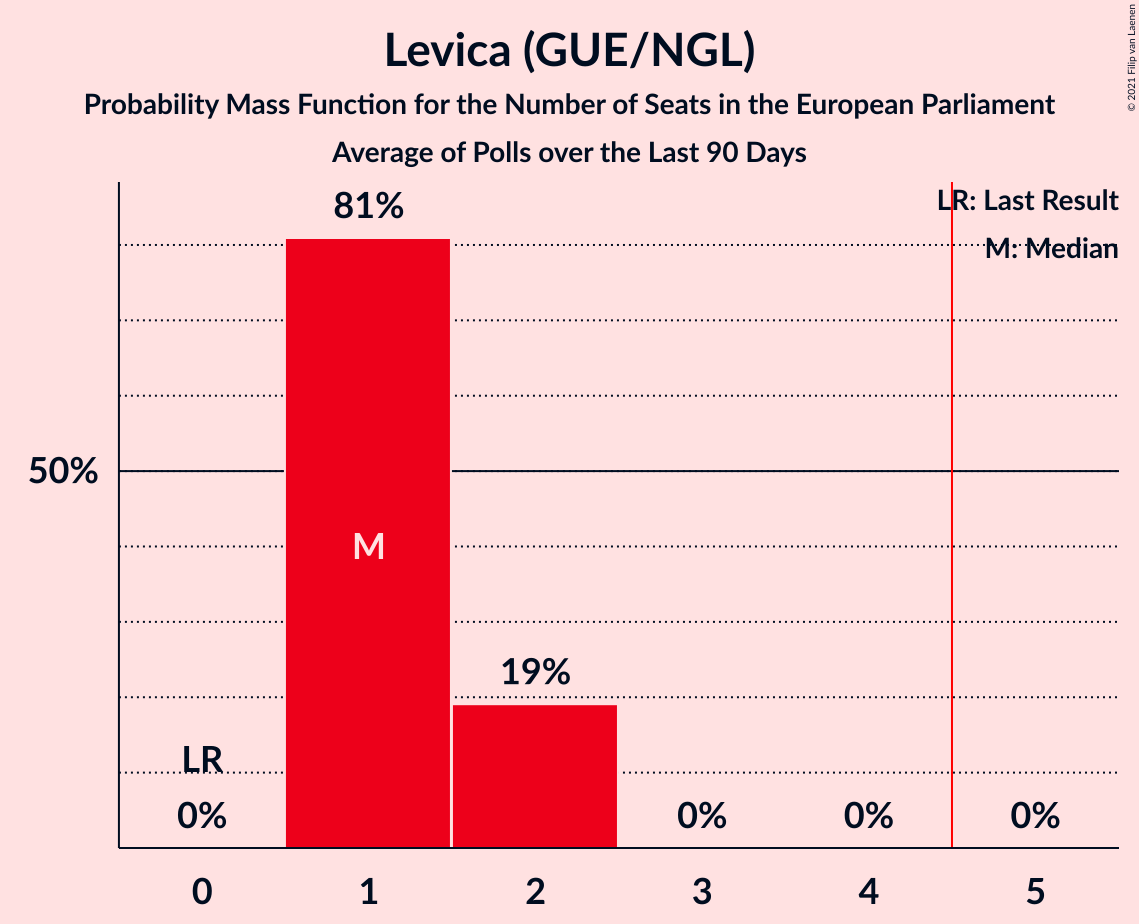 Levica (GUE/NGL)
Probability Mass Function for the Number of Seats in the European Parliament
Average of Polls over the Last 90 Days
© 2021 Filip van Laenen
LR: Last Result
M: Median
81%
50%
M
19%
LR
0%
0%
0%
0%
0
1
2
3
4
5